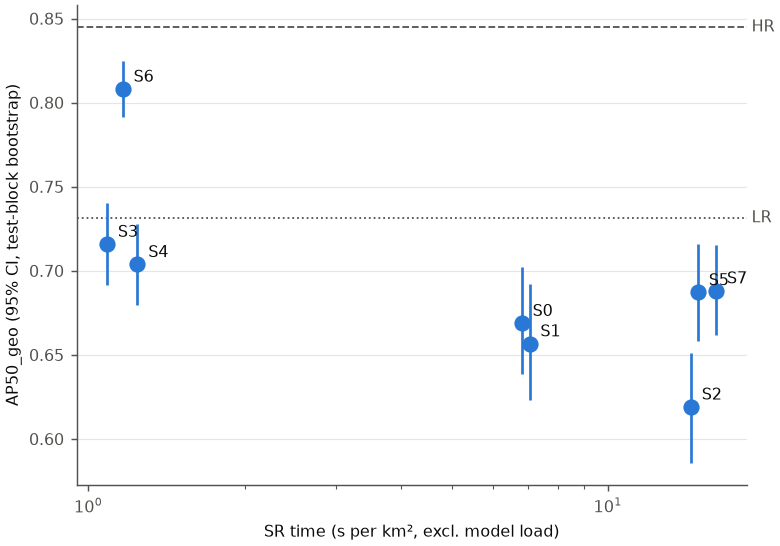 0.85
HR
0.80
S6
0.75
LR
S3
S4
0.70
S5
S7
S0
S1
0.65
S2
0.60
AP50_geo (95% CI, test-block bootstrap)
10⁰
10¹
SR time (s per km², excl. model load)